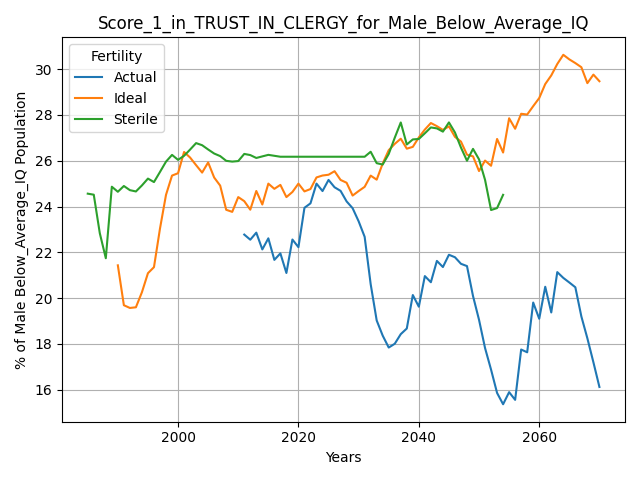 Score_1_in_TRUST_IN_CLERGY_for_Male_Below_Average_IQ
Fertility
Actual
Ideal
Sterile
% of Male Below_Average_IQ Population
30
28
26
24
22
20
18
16
2000 2020 2040 2060
Years